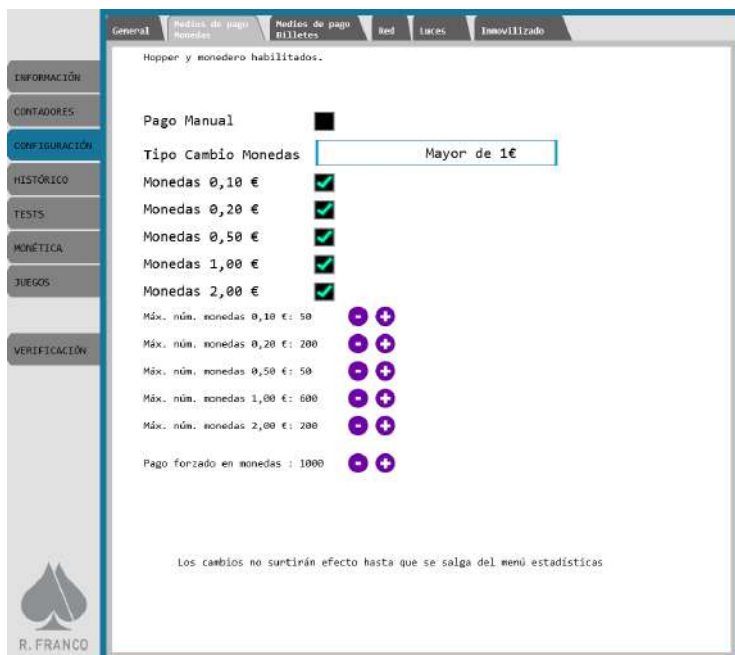 General
Medios de pago
Monedas
Medios de pago
Billetes
Red
Luces
Inmovilizado
INFORMACIÓN
CONTADORES
CONFIGURACIÓN
HISTÓRICO
TESTS
MONÉTICA
JUEGOS
VERIFICACIÓN
Hopper y monedero habilitados.
Pago Manual
Tipo Cambio Monedas Mayor de 1€
Monedas 0,10 €
Monedas 0,20 €
Monedas 0,50 €
Monedas 1,00 €
Monedas 2,00 €
Máx. núm. monedas 0,10 €: 50 - +
Máx. núm. monedas 0,20 €: 200 - +
Máx. núm. monedas 0,50 €: 50 - +
Máx. núm. monedas 1,00 €: 600 - +
Máx. núm. monedas 2,00 €: 200 - +
Pago forzado en monedas : 1000 - +
Los cambios no surtirán efecto hasta que se salga del menú estadísticas
R. FRANCO